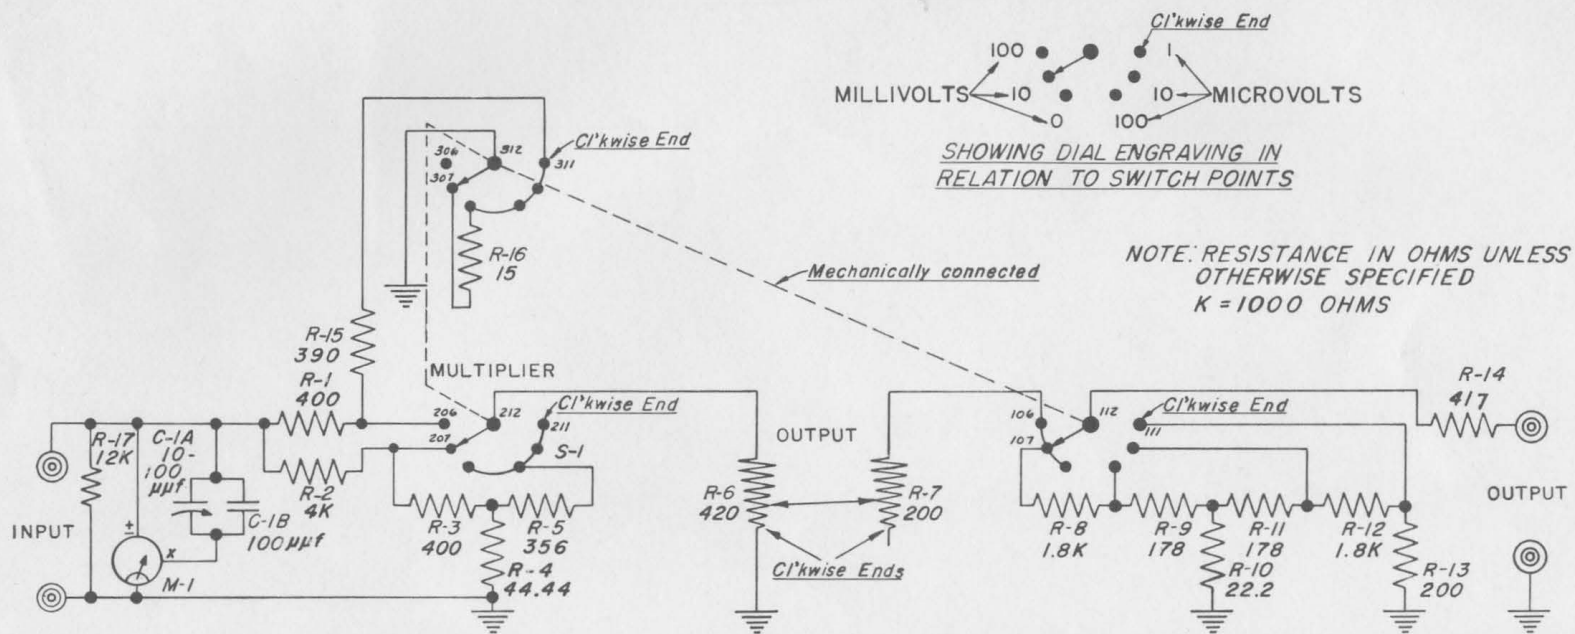 Cl'kwise End
100
1
MILLIVOLTS
10
10
MICROVOLTS
0
100
SHOWING DIAL ENGRAVING IN
RELATION TO SWITCH POINTS
306
312
Cl'kwise End
311
307
R-16
15
Mechanically connected
NOTE: RESISTANCE IN OHMS UNLESS
OTHERWISE SPECIFIED
K = 1000 OHMS
R-15
390
MULTIPLIER
R-1
400
206
212
Cl'kwise End
211
207
S-1
R-17
12K
C-1A
10-
100
µµf
R-2
4K
C-1B
100µµf
INPUT
±
x
M-1
R-3
400
R-5
356
R-4
44.44
OUTPUT
R-6
420
R-7
200
Cl'kwise Ends
106
112
Cl'kwise End
111
107
R-14
417
OUTPUT
R-8
1.8K
R-9
178
R-11
178
R-12
1.8K
R-10
22.2
R-13
200